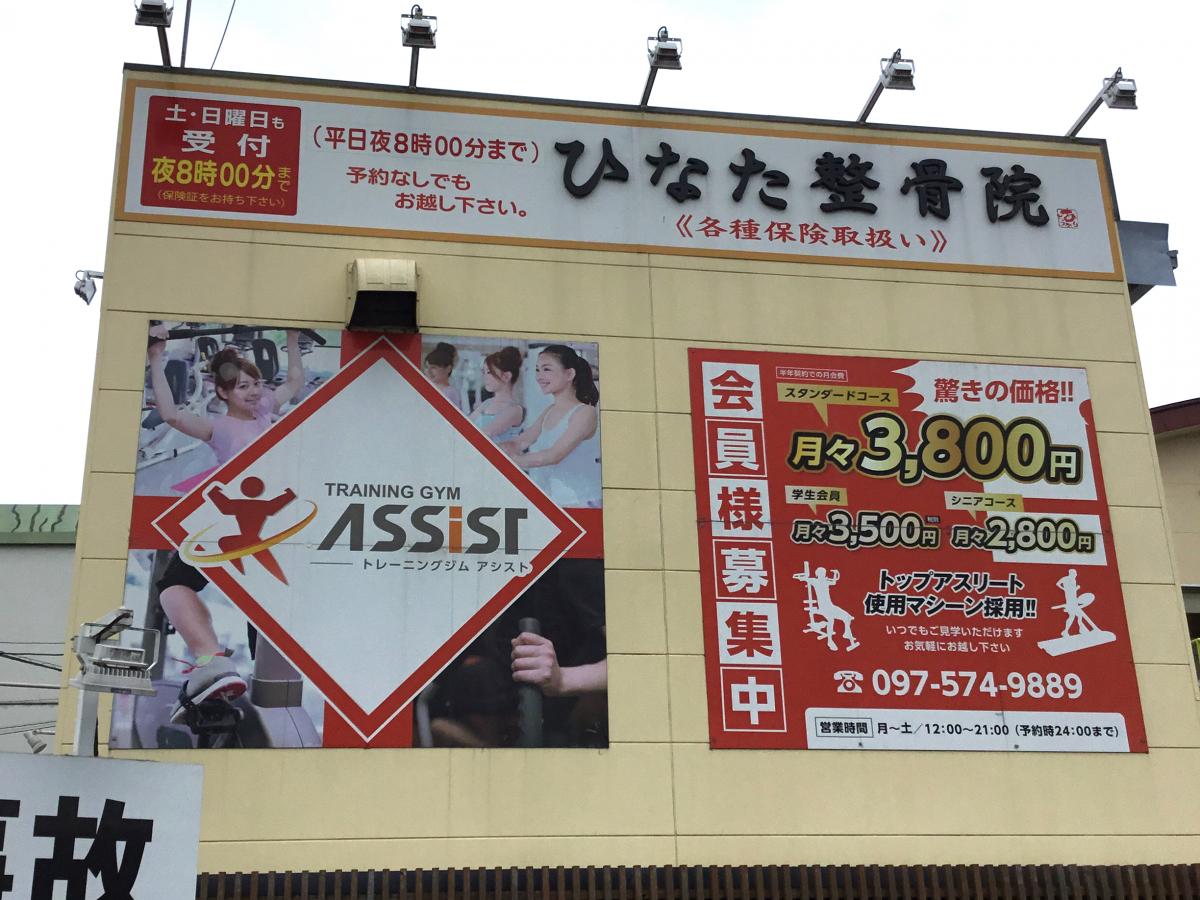 土・日曜日も
受付
夜8時00分まで
(保険証をお持ち下さい)
(平日夜8時00分まで)
予約なしでも
お越し下さい。
ひなた整骨院
《各種保険取扱い》
TRAINING GYM
ASSiST
トレーニングジム アシスト
会員様募集中
半年契約での月会費
スタンダードコース
驚きの価格!!
月々3,800円
学生会員
月々3,500円
シニアコース
月々2,800円
トップアスリート
使用マシーン採用!!
いつでもご見学いただけます
お気軽にお越し下さい
☎097-574-9889
営業時間 月~土/12:00~21:00(予約時24:00まで)
故